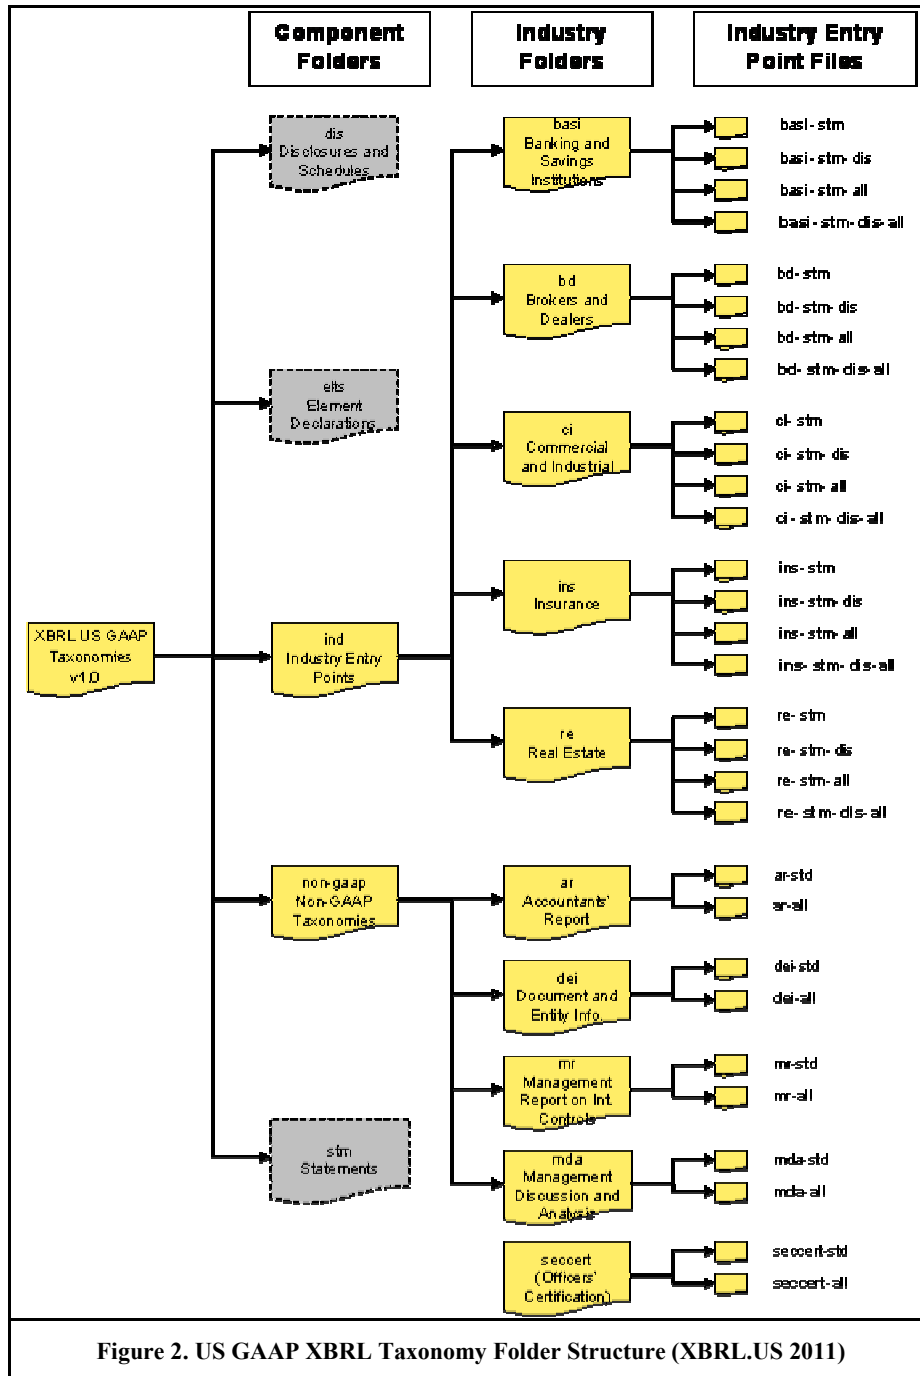 Component
Folders
Industry
Folders
Industry Entry
Point Files
dis
Disclosures and
Schedules
elts
Element
Declarations
XBRL US GAAP
Taxonomies
v1.0
ind
Industry Entry
Points
non-gaap
Non-GAAP
Taxonomies
stm
Statements
basi
Banking and
Savings
Institutions
basi-stm
basi-stm-dis
basi-stm-all
basi-stm-dis-all
bd
Brokers and
Dealers
bd-stm
bd-stm-dis
bd-stm-all
bd-stm-dis-all
ci
Commercial
and Industrial
ci-stm
ci-stm-dis
ci-stm-all
ci-stm-dis-all
ins
Insurance
ins-stm
ins-stm-dis
ins-stm-all
ins-stm-dis-all
re
Real Estate
re-stm
re-stm-dis
re-stm-all
re-stm-dis-all
ar
Accountants'
Report
ar-std
ar-all
dei
Document and
Entity Info.
dei-std
dei-all
mr
Management
Report on Int.
Controls
mr-std
mr-all
mda
Management
Discussion and
Analysis
mda-std
mda-all
seccert
(Officers'
Certification)
seccert-std
seccert-all
Figure 2. US GAAP XBRL Taxonomy Folder Structure (XBRL.US 2011)